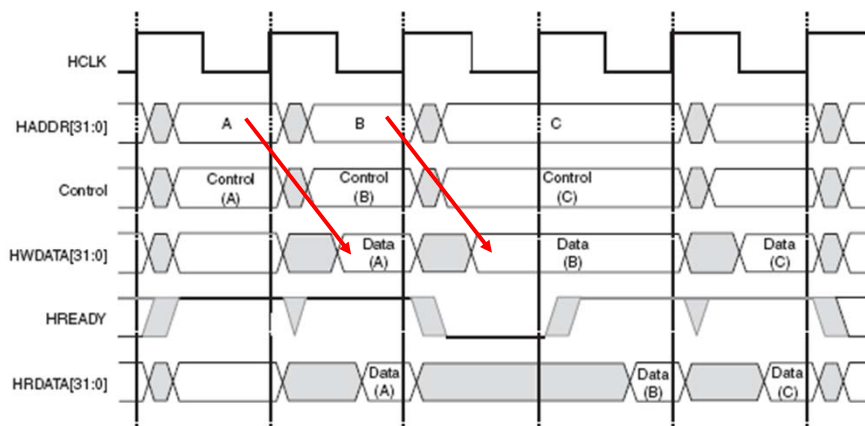 HCLK
HADDR[31:0]
A
B
C
Control
Control
(A)
Control
(B)
Control
(C)
HWDATA[31:0]
Data
(A)
Data
(B)
Data
(C)
HREADY
HRDATA[31:0]
Data
(A)
Data
(B)
Data
(C)